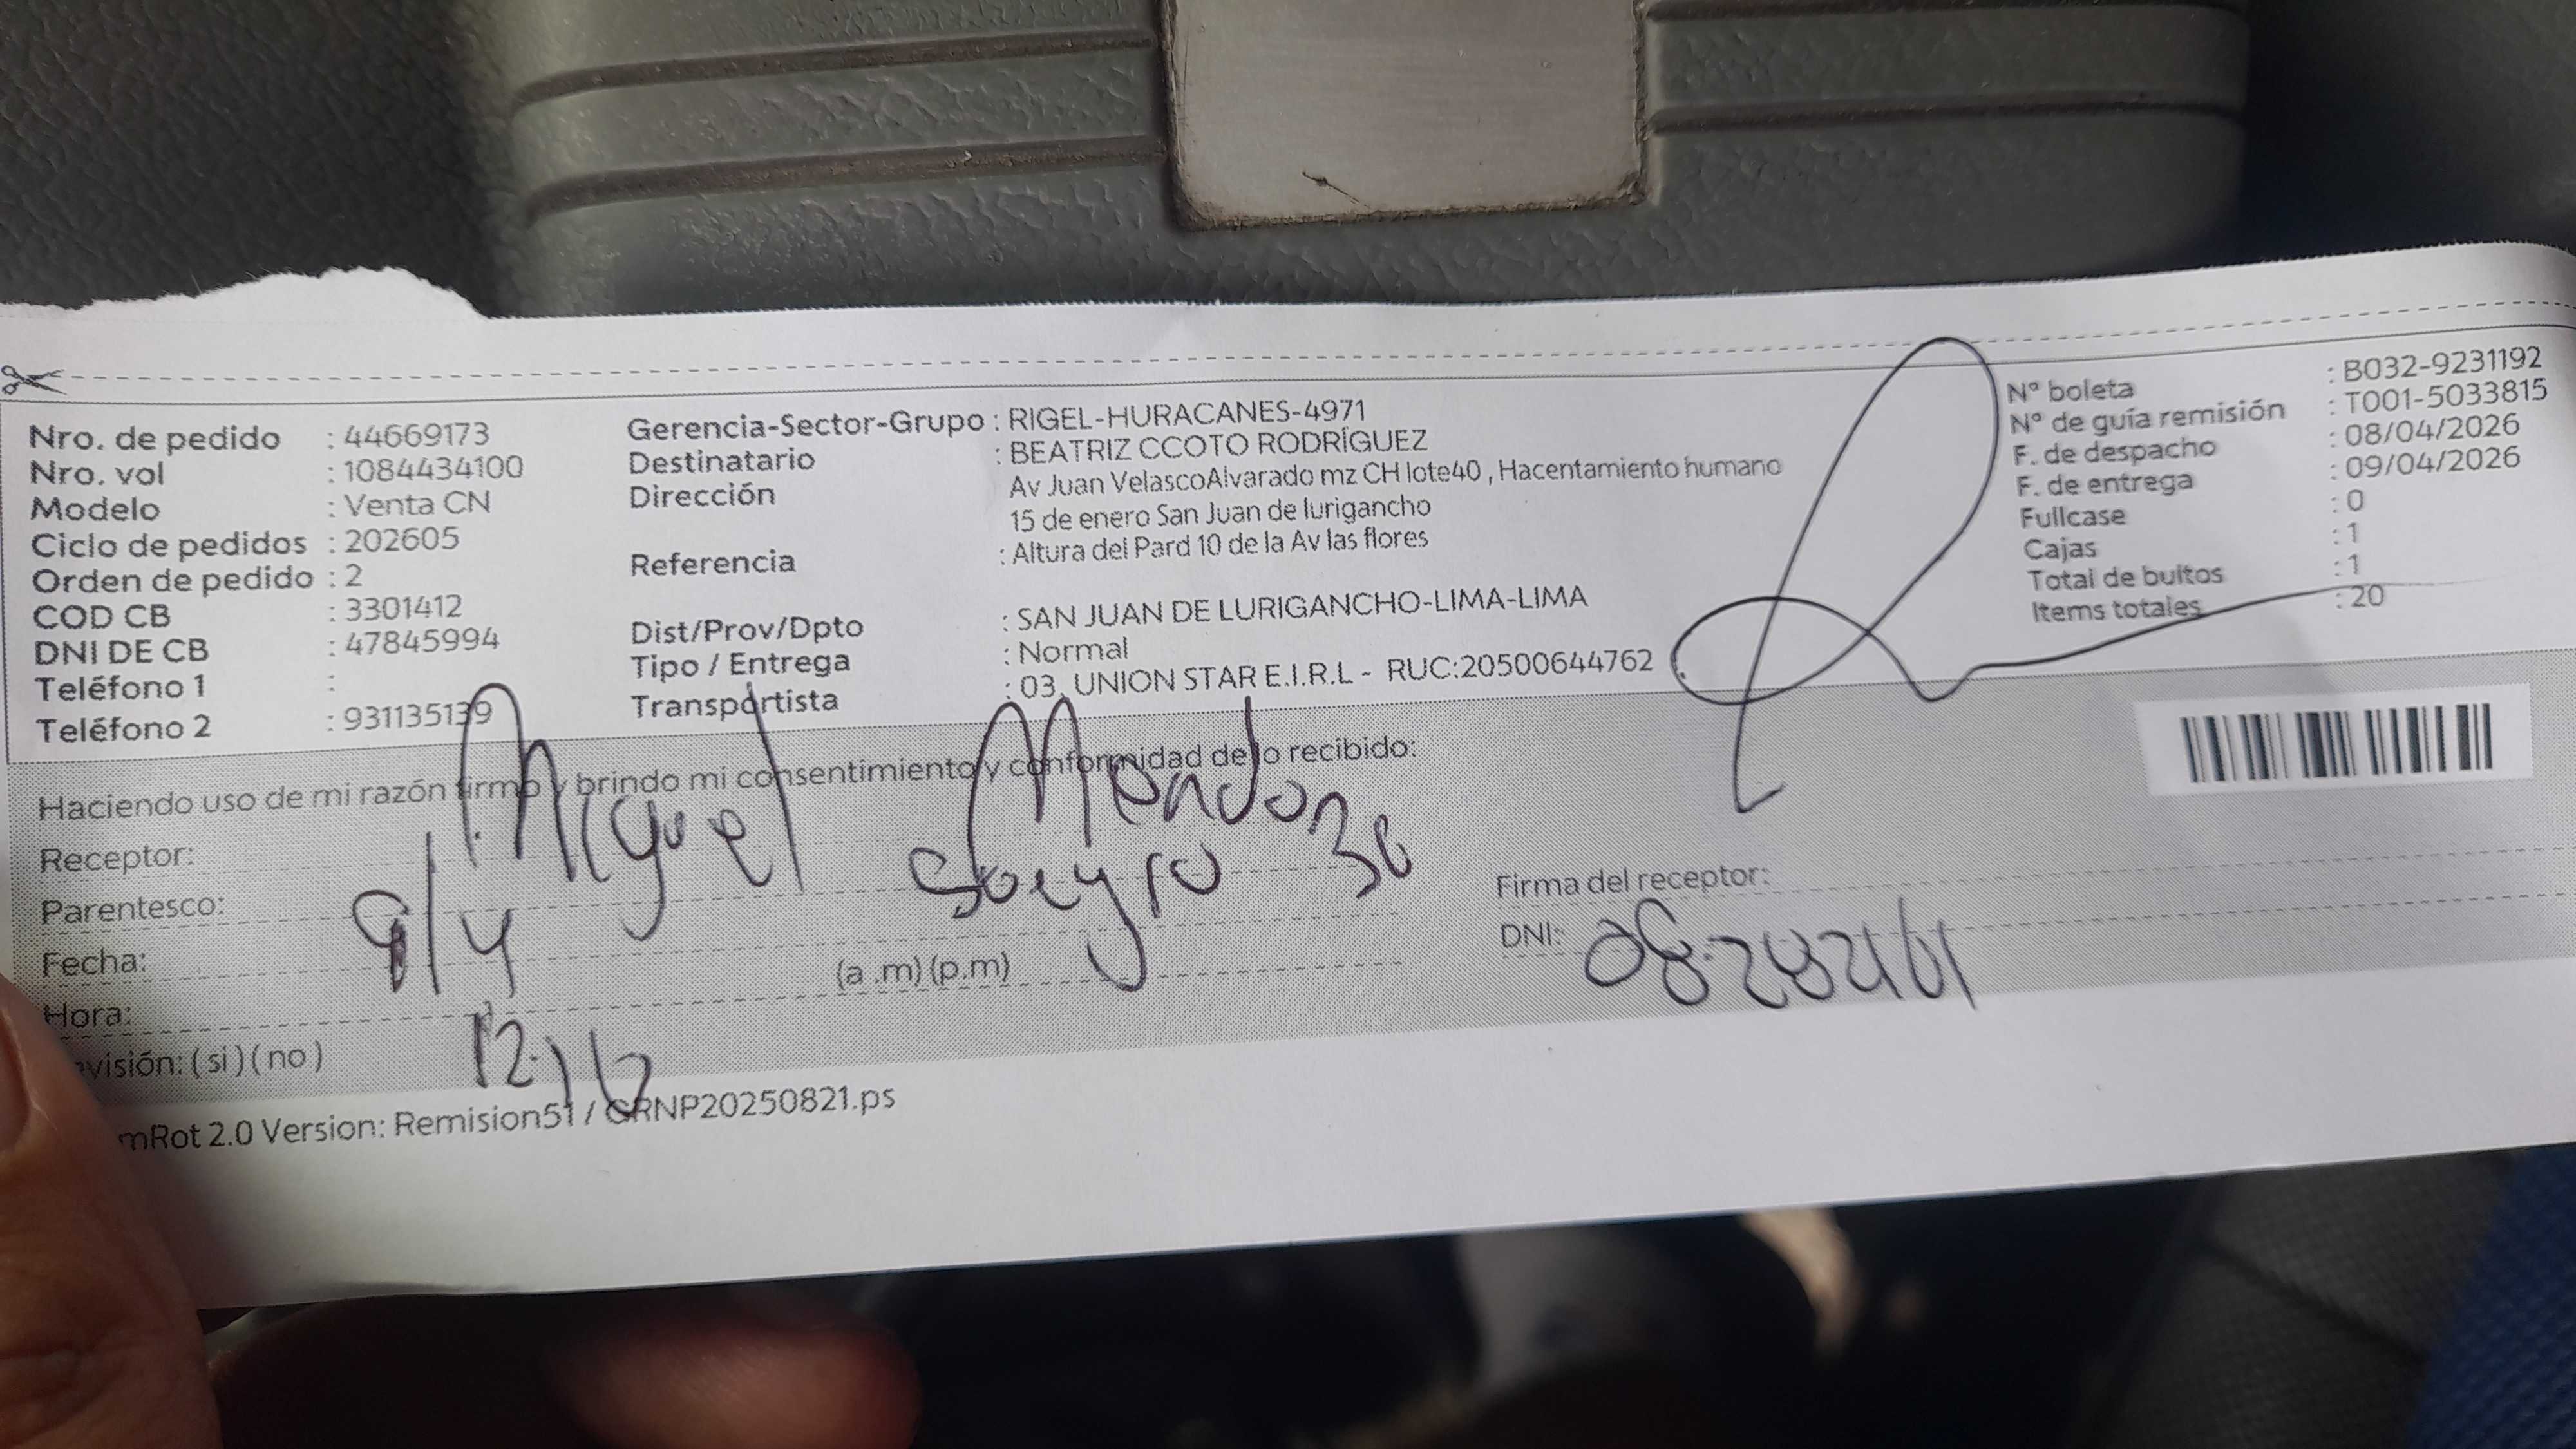 Nro. de pedido : 44669173
Nro. vol : 1084434100
Modelo : Venta CN
Ciclo de pedidos : 202605
Orden de pedido : 2
COD CB : 3301412
DNI DE CB : 47845994
Teléfono 1 :
Teléfono 2 : 931135139
Gerencia-Sector-Grupo : RIGEL-HURACANES-4971
Destinatario : BEATRIZ CCOTO RODRÍGUEZ
Dirección Av Juan VelascoAlvarado mz CH lote40 , Hacentamiento humano
15 de enero San Juan de lurigancho
Referencia : Altura del Pard 10 de la Av las flores
Dist/Prov/Dpto : SAN JUAN DE LURIGANCHO-LIMA-LIMA
Tipo / Entrega : Normal
Transportista : 03. UNION STAR E.I.R.L - RUC:20500644762
N° boleta : B032-9231192
N° de guía remisión : T001-5033815
F. de despacho : 08/04/2026
F. de entrega : 09/04/2026
Fullcase : 0
Cajas : 1
Total de bultos : 1
Items totales : 20
Haciendo uso de mi razón firmo y brindo mi consentimiento y conformidad de lo recibido:
Receptor: Miguel Mendoza
Parentesco: Suegro
Fecha: 9/4
(a .m) (p.m)
Hora: 12:
visión: ( si ) ( no )
Firma del receptor:
DNI:
mRot 2.0 Version: Remision51 / GRNP20250821.ps